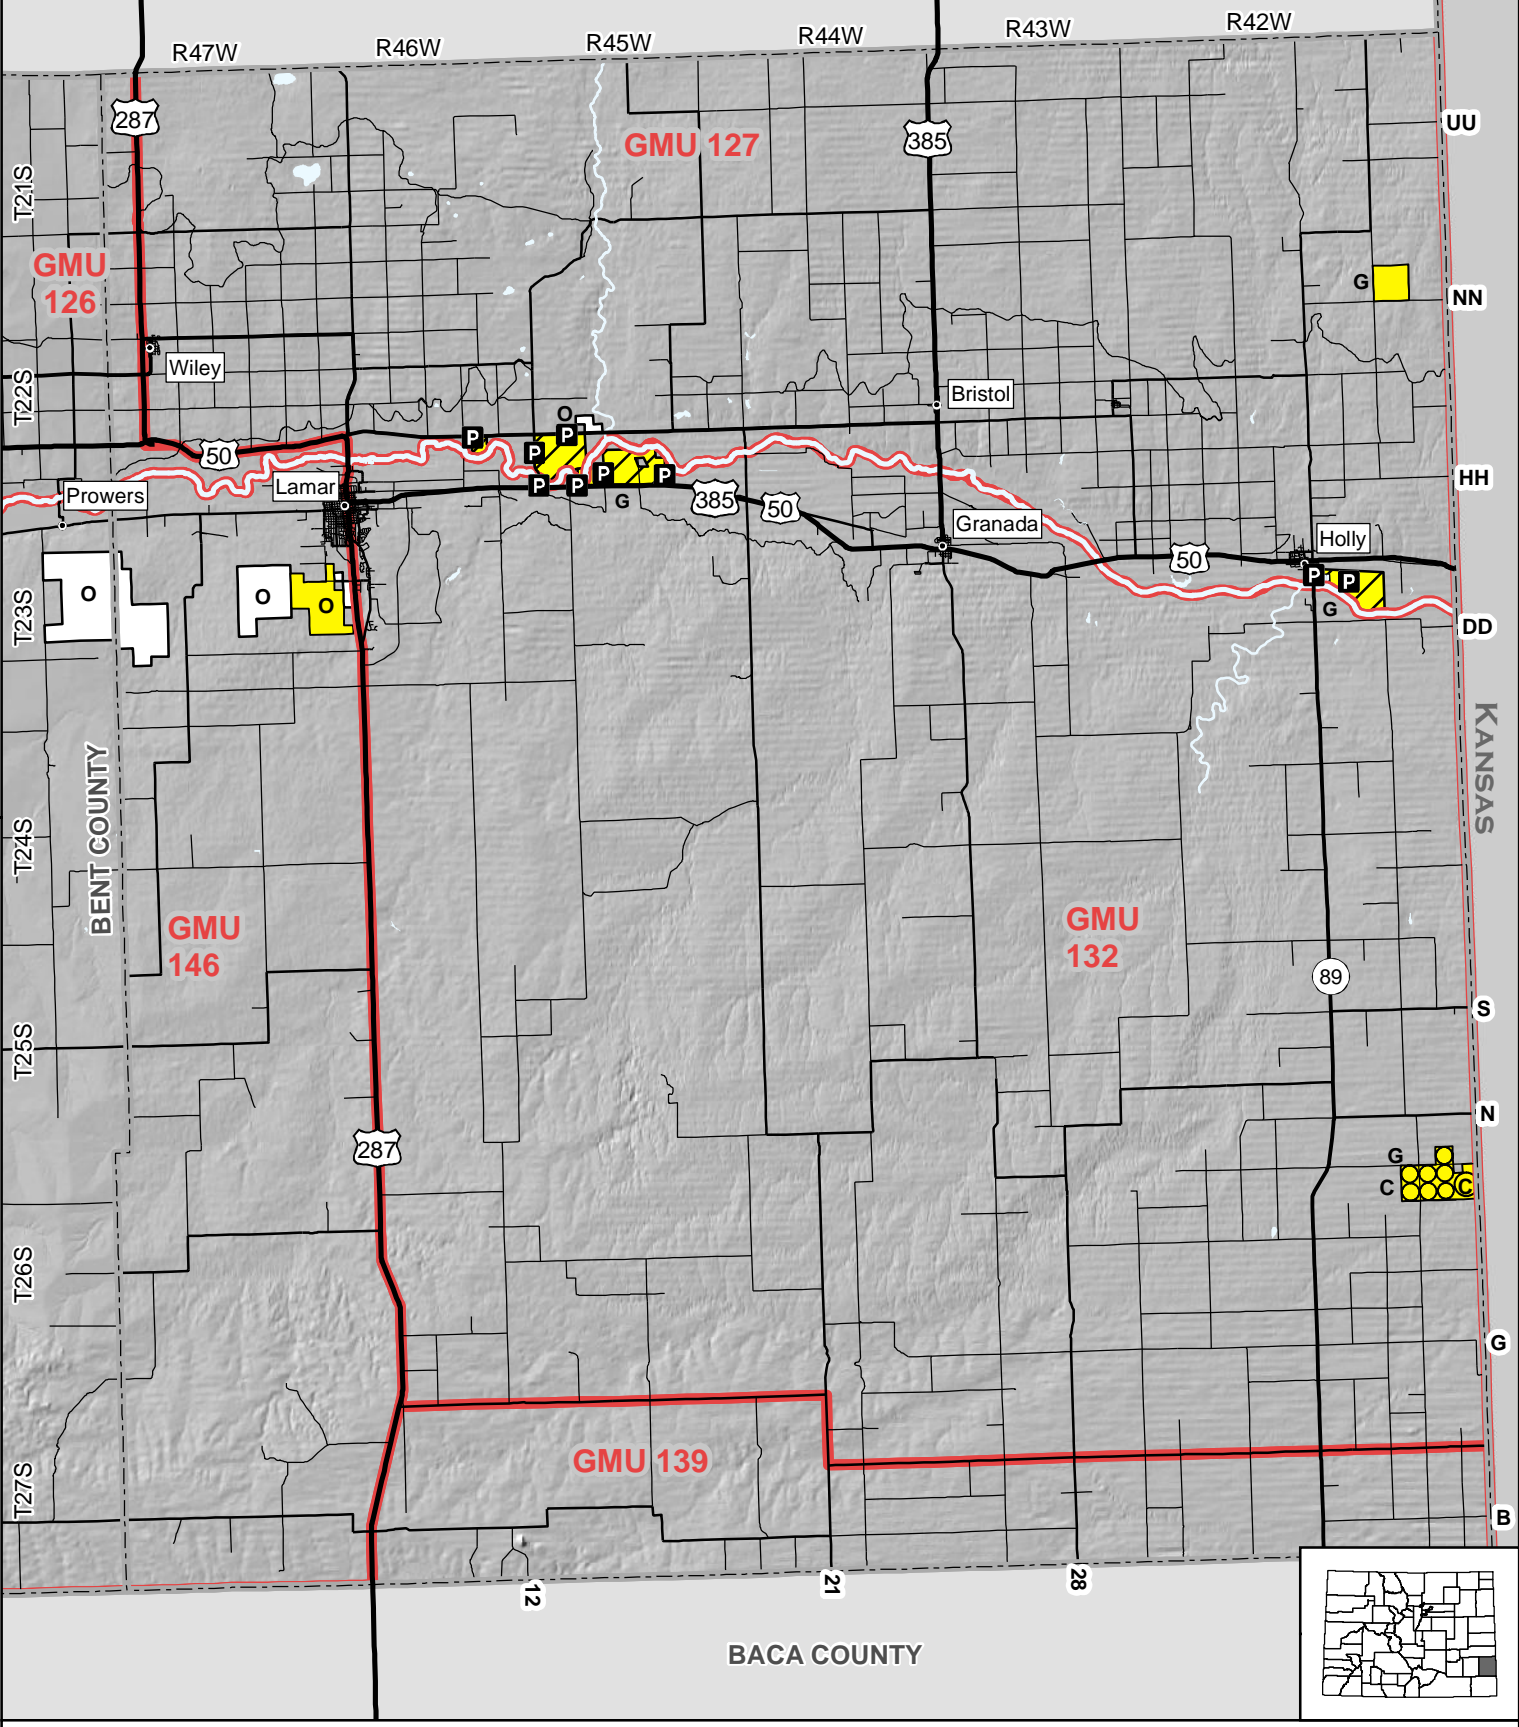 R47W
R46W
R45W
R44W
R43W
R42W
287
385
UU
GMU 127
T21S
GMU
126
G
NN
Wiley
T22S
Bristol
O
P
P
P
50
P
P
HH
Prowers
Lamar
P
P
G
385
50
Granada
Holly
50
P
P
O
O
O
G
T23S
DD
KANSAS
BENT COUNTY
T24S
GMU
146
GMU
132
89
S
T25S
N
287
G
C
C
T26S
G
GMU 139
T27S
B
12
21
28
BACA COUNTY